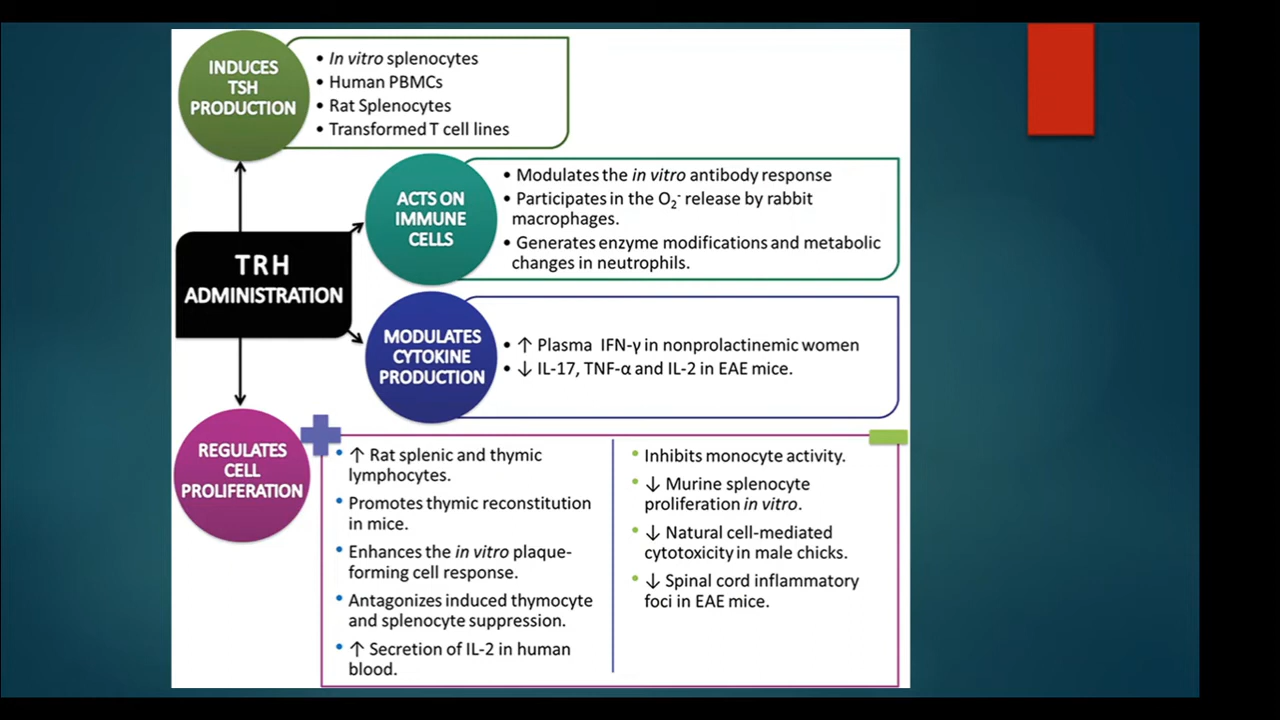 INDUCES
TSH
PRODUCTION
• In vitro splenocytes
• Human PBMCs
• Rat Splenocytes
• Transformed T cell lines
ACTS ON
IMMUNE
CELLS
• Modulates the in vitro antibody response
• Participates in the O₂⁻ release by rabbit
macrophages.
• Generates enzyme modifications and metabolic
changes in neutrophils.
TRH
ADMINISTRATION
MODULATES
CYTOKINE
PRODUCTION
• ↑ Plasma IFN-γ in nonprolactinemic women
• ↓ IL-17, TNF-α and IL-2 in EAE mice.
REGULATES
CELL
PROLIFERATION
• ↑ Rat splenic and thymic
lymphocytes.
• Promotes thymic reconstitution
in mice.
• Enhances the in vitro plaque-
forming cell response.
• Antagonizes induced thymocyte
and splenocyte suppression.
• ↑ Secretion of IL-2 in human
blood.
• Inhibits monocyte activity.
• ↓ Murine splenocyte
proliferation in vitro.
• ↓ Natural cell-mediated
cytotoxicity in male chicks.
• ↓ Spinal cord inflammatory
foci in EAE mice.